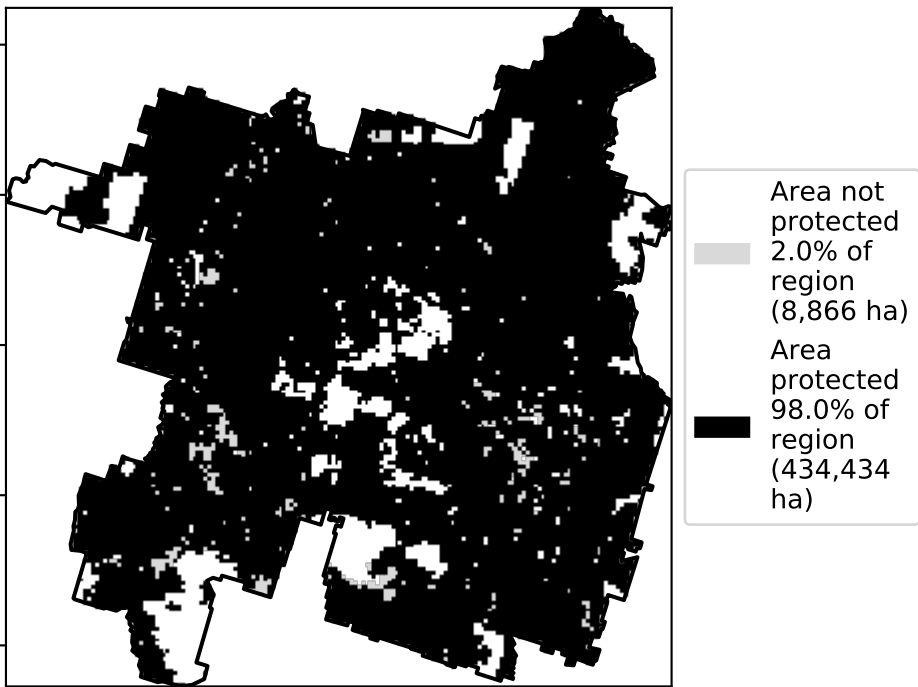 Area not
protected
2.0% of
region
(8,866 ha)
Area
protected
98.0% of
region
(434,434
ha)